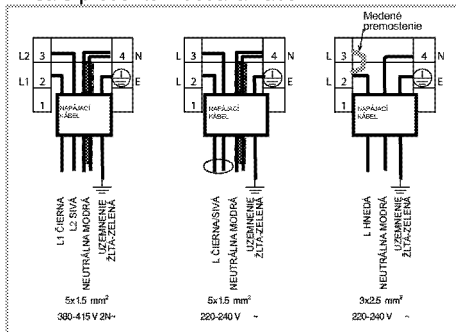 Medené
premostenie
L2 3 4 N
L1 2 E
1
NAPÁJACÍ
KÁBEL
L1 ČIERNA
L2 SIVÁ
NEUTRÁLNA MODRÁ
UZEMNENIE
ŽLTA-ZELENÁ
5x1.5 mm²
380-415 V 2N~
L 3 4 N
L 2 E
1
NAPÁJACÍ
KÁBEL
L ČIERNA/SIVÁ
NEUTRÁLNA MODRÁ
UZEMNENIE
ŽLTA-ZELENÁ
5x1.5 mm²
220-240 V ~
L 3 4 N
L 2 E
1
NAPÁJACÍ
KÁBEL
L HNEDÁ
NEUTRÁLNA MODRÁ
UZEMNENIE
ŽLTA-ZELENÁ
3x2.5 mm²
220-240 V ~